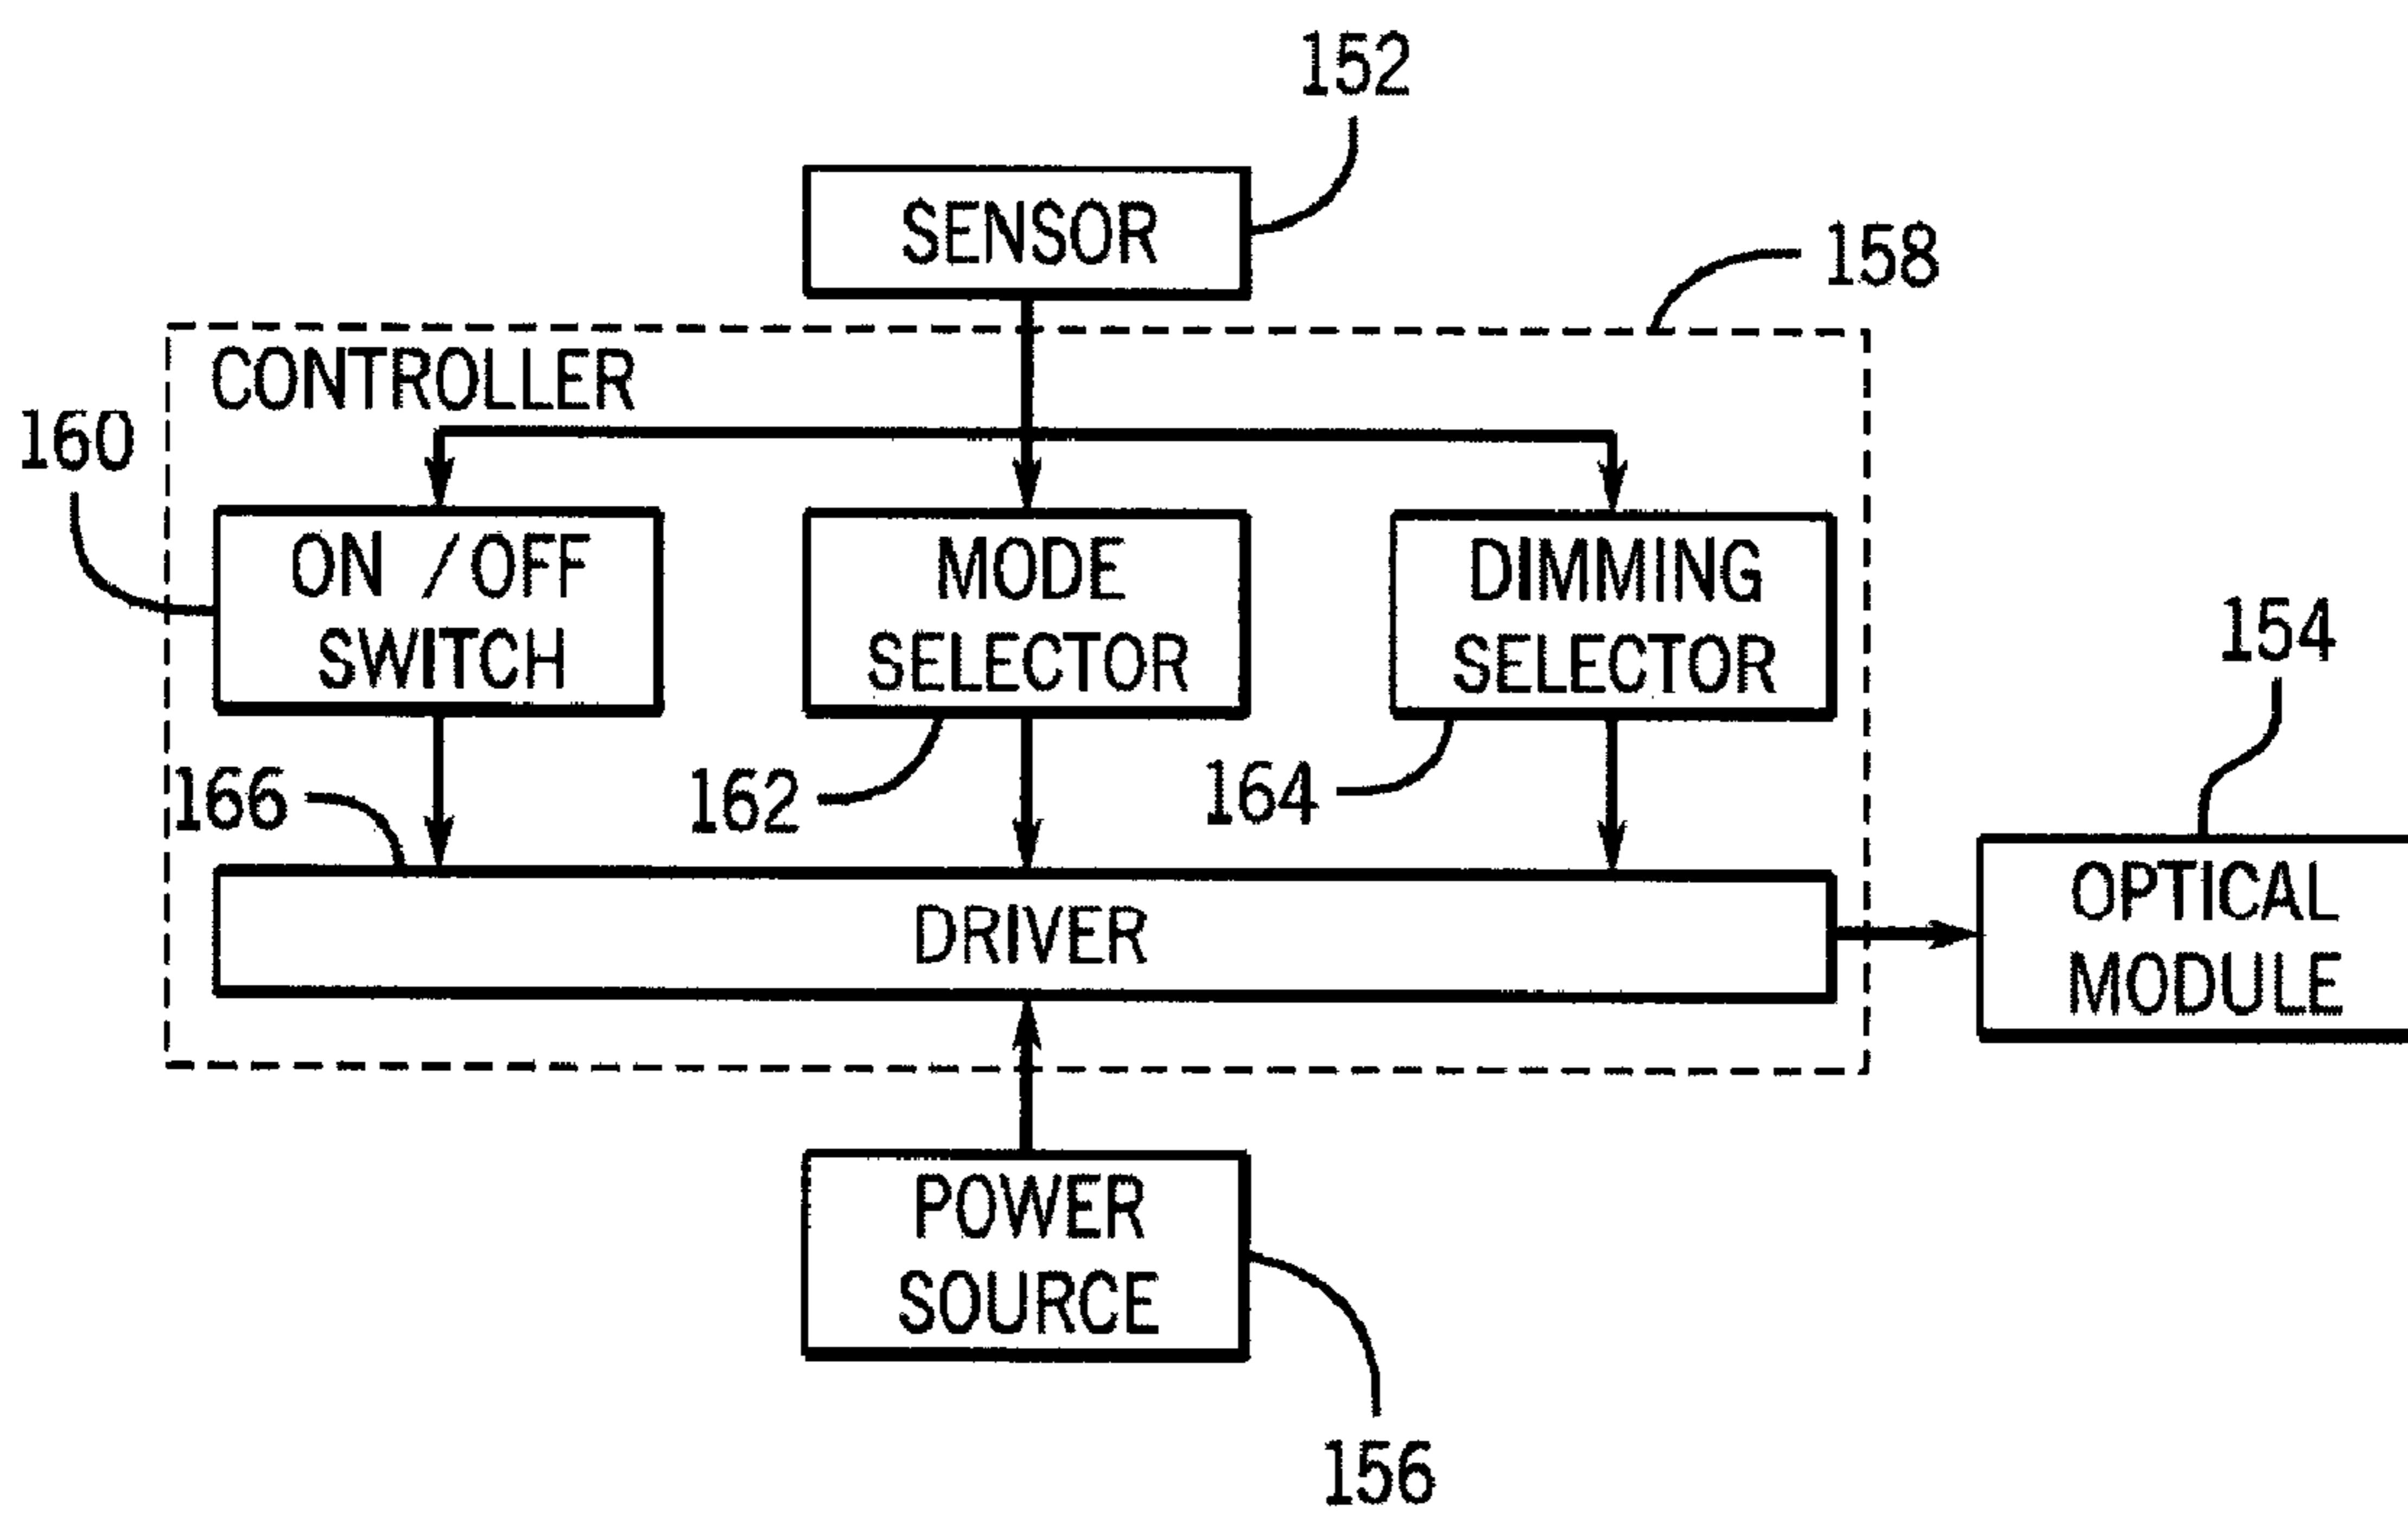 152
SENSOR
158
CONTROLLER
160
ON /OFF
SWITCH
MODE
SELECTOR
DIMMING
SELECTOR
154
166
162
164
DRIVER
OPTICAL
MODULE
POWER
SOURCE
156